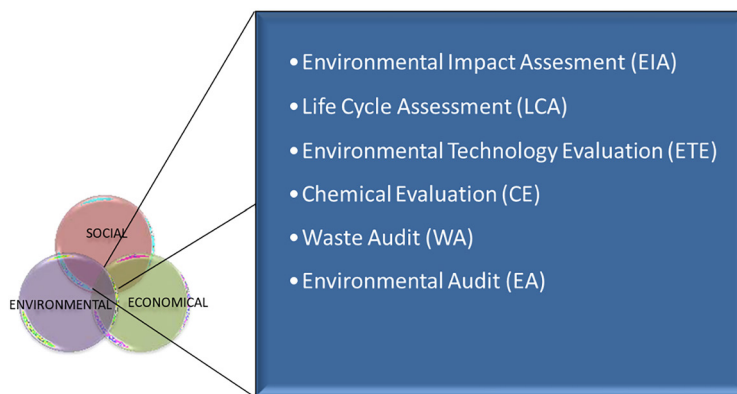 • Environmental Impact Assesment (EIA)
• Life Cycle Assessment (LCA)
• Environmental Technology Evaluation (ETE)
• Chemical Evaluation (CE)
• Waste Audit (WA)
• Environmental Audit (EA)
SOCIAL
ENVIRONMENTAL
ECONOMICAL